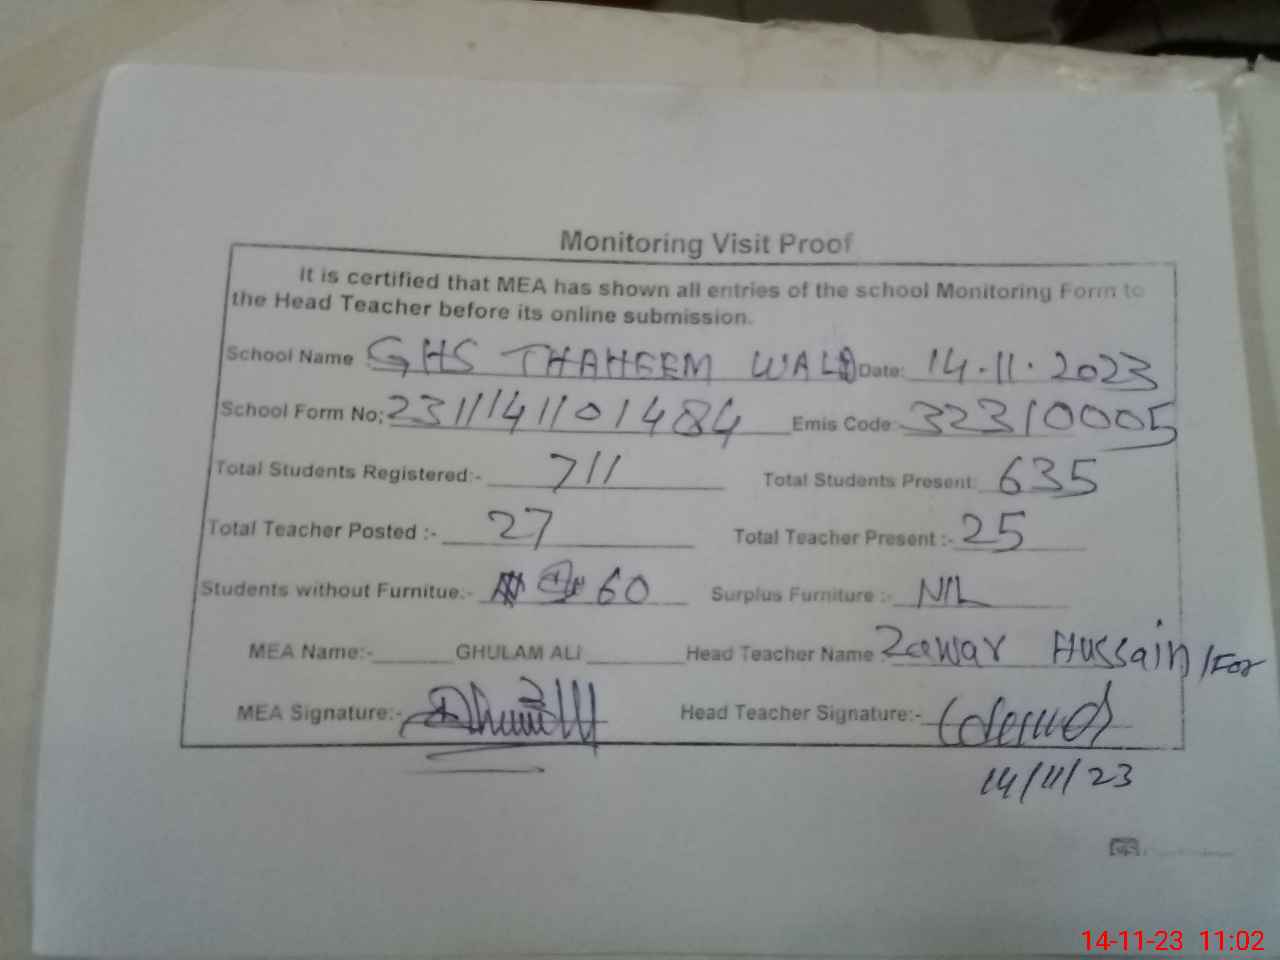 Monitoring Visit Proof
It is certified that MEA has shown all entries of the school Monitoring Form to
the Head Teacher before its online submission.
School Name GHS THAHEEM WALA Date: 14.11.2023
School Form No; 2311141101484 Emis Code: 32310005
Total Students Registered:- 711 Total Students Present: 635
Total Teacher Posted :- 27 Total Teacher Present :- 25
Students without Furnitue:- 60 Surplus Furniture :- NIL
MEA Name:- GHULAM ALI Head Teacher Name Zawar Hussain/For
MEA Signature:- Head Teacher Signature:-
14/11/23
14-11-23 11:02